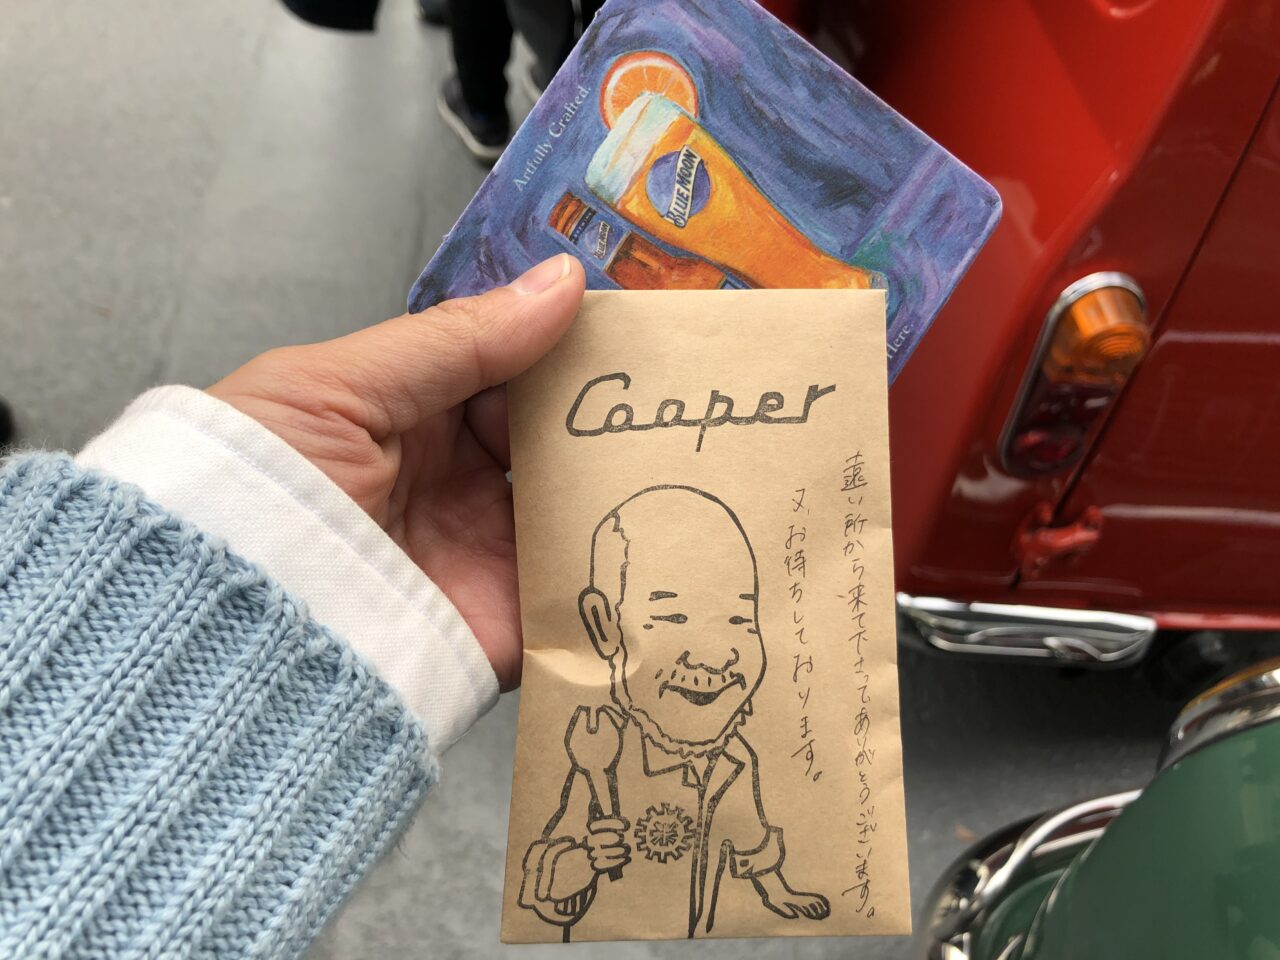 Artfully Crafted.
BLUE MOON
BLUE MOON
Here.
Cooper
遠い所から来て下さってありがとうございます。
又、お待ちしております。